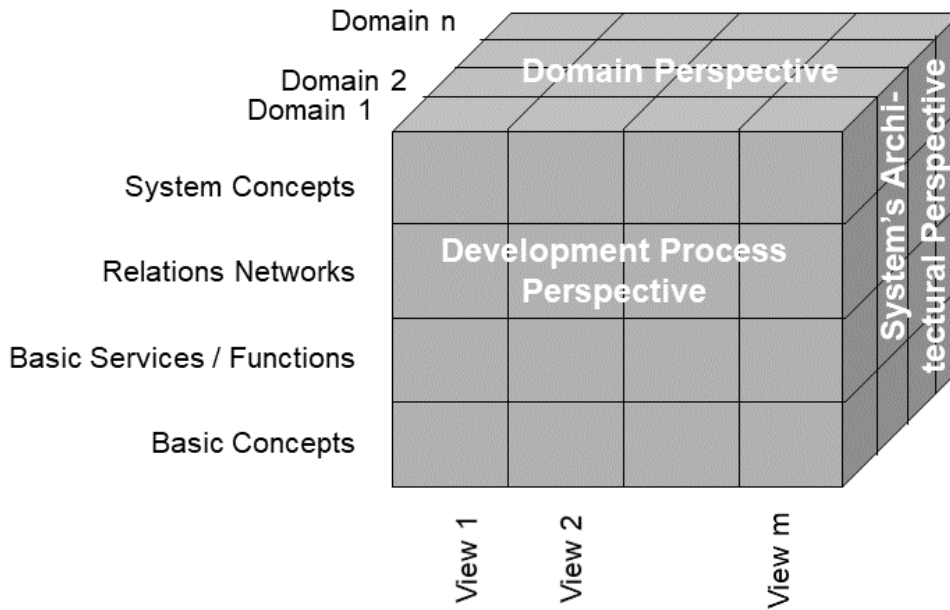 Domain n
Domain 2
Domain 1
Domain Perspective
System Concepts
Relations Networks
Basic Services / Functions
Basic Concepts
Development Process
Perspective
System's Archi-
tectural Perspective
View 1
View 2
View m